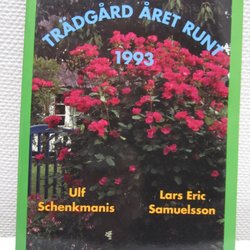 TRÄDGÅRD ÅRET RUNT
1993
Ulf
Schenkmanis
Lars Eric
Samuelsson